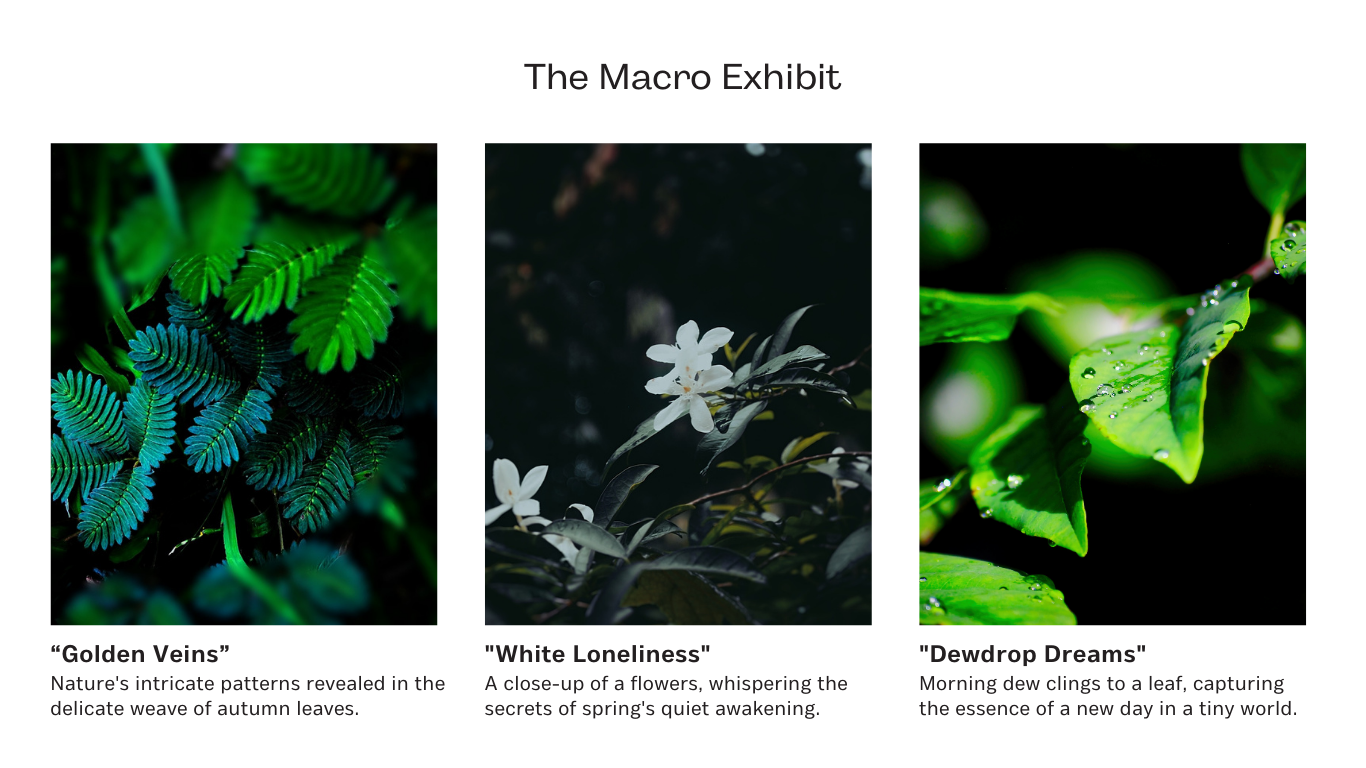 The Macro Exhibit
“Golden Veins”
Nature's intricate patterns revealed in the
delicate weave of autumn leaves.
"White Loneliness"
A close-up of a flowers, whispering the
secrets of spring's quiet awakening.
"Dewdrop Dreams"
Morning dew clings to a leaf, capturing
the essence of a new day in a tiny world.